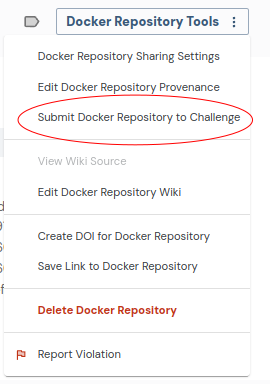 Docker Repository Tools
Docker Repository Sharing Settings
Edit Docker Repository Provenance
Submit Docker Repository to Challenge
View Wiki Source
Edit Docker Repository Wiki
Create DOI for Docker Repository
Save Link to Docker Repository
Delete Docker Repository
Report Violation